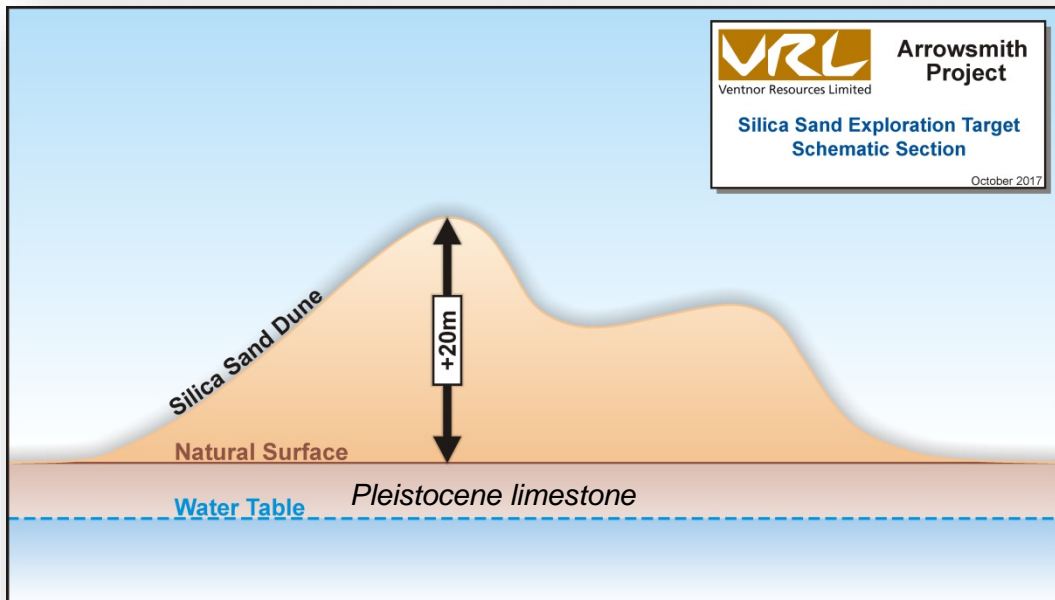 VRL
Ventnor Resources Limited
Arrowsmith
Project
Silica Sand Exploration Target
Schematic Section
October 2017
Silica Sand Dune
+20m
Natural Surface
Pleistocene limestone
Water Table